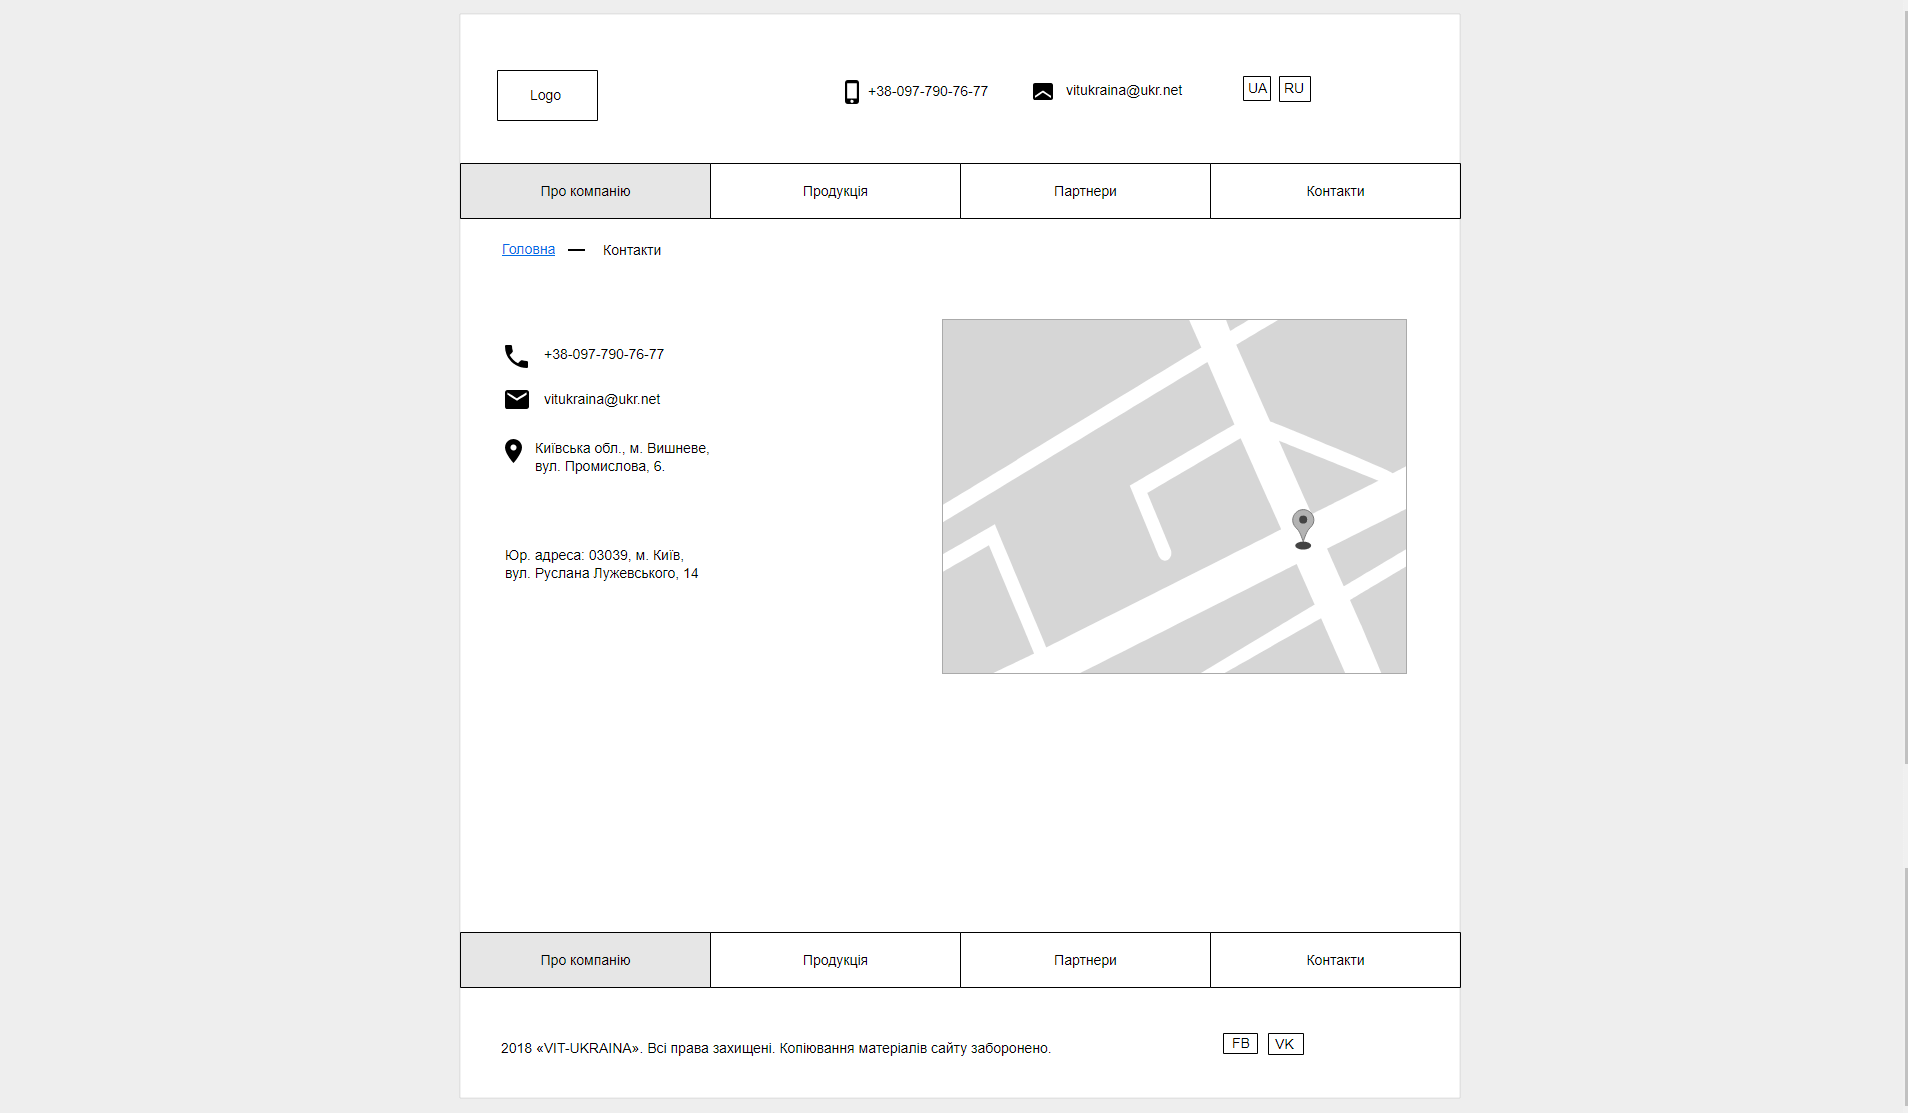 Logo
+38-097-790-76-77
vitukraina@ukr.net
UA
RU
Про компанію
Продукція
Партнери
Контакти
Головна — Контакти
+38-097-790-76-77
vitukraina@ukr.net
Київська обл., м. Вишневе,
вул. Промислова, 6.
Юр. адреса: 03039, м. Київ,
вул. Руслана Лужевського, 14
Про компанію
Продукція
Партнери
Контакти
2018 «VIT-UKRAINA». Всі права захищені. Копіювання матеріалів сайту заборонено.
FB
VK